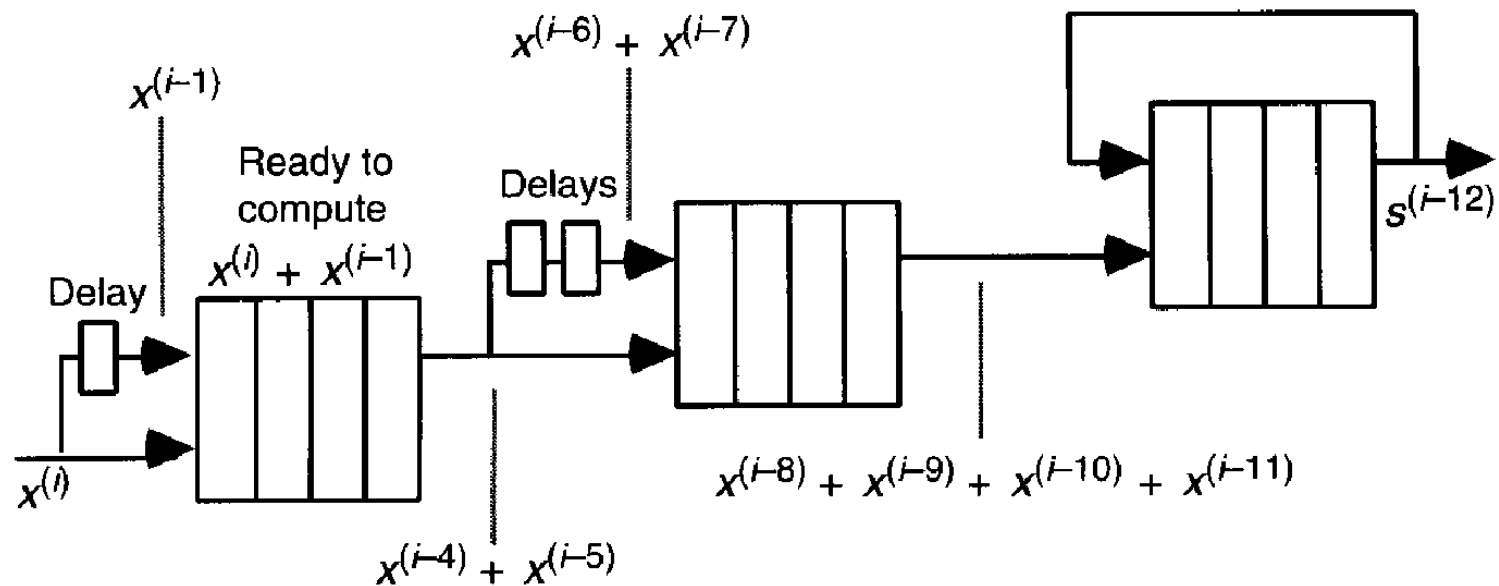 x^(i–6) + x^(i–7)
x^(i–1)
Ready to
compute
x^(i) + x^(i–1)
Delays
s^(i–12)
Delay
x^(i)
x^(i–8) + x^(i–9) + x^(i–10) + x^(i–11)
x^(i–4) + x^(i–5)